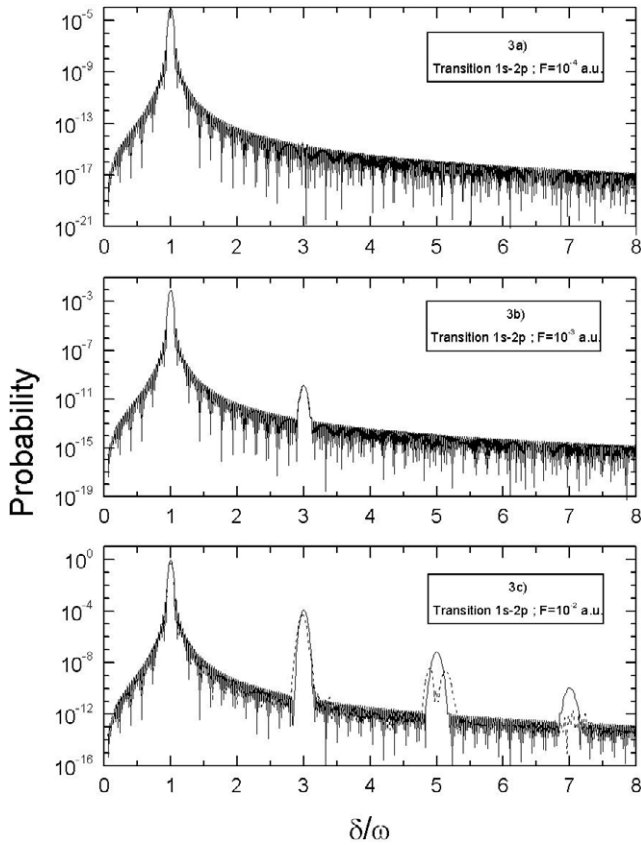 10⁻⁵
10⁻⁹
10⁻¹³
10⁻¹⁷
10⁻²¹
3a)
Transition 1s-2p ; F=10⁻⁴ a.u.
0 1 2 3 4 5 6 7 8
10⁻³
10⁻⁷
10⁻¹¹
10⁻¹⁵
10⁻¹⁹
3b)
Transition 1s-2p ; F=10⁻³ a.u.
0 1 2 3 4 5 6 7 8
Probability
10⁰
10⁻⁴
10⁻⁸
10⁻¹²
10⁻¹⁶
3c)
Transition 1s-2p ; F=10⁻² a.u.
0 1 2 3 4 5 6 7 8
δ/ω